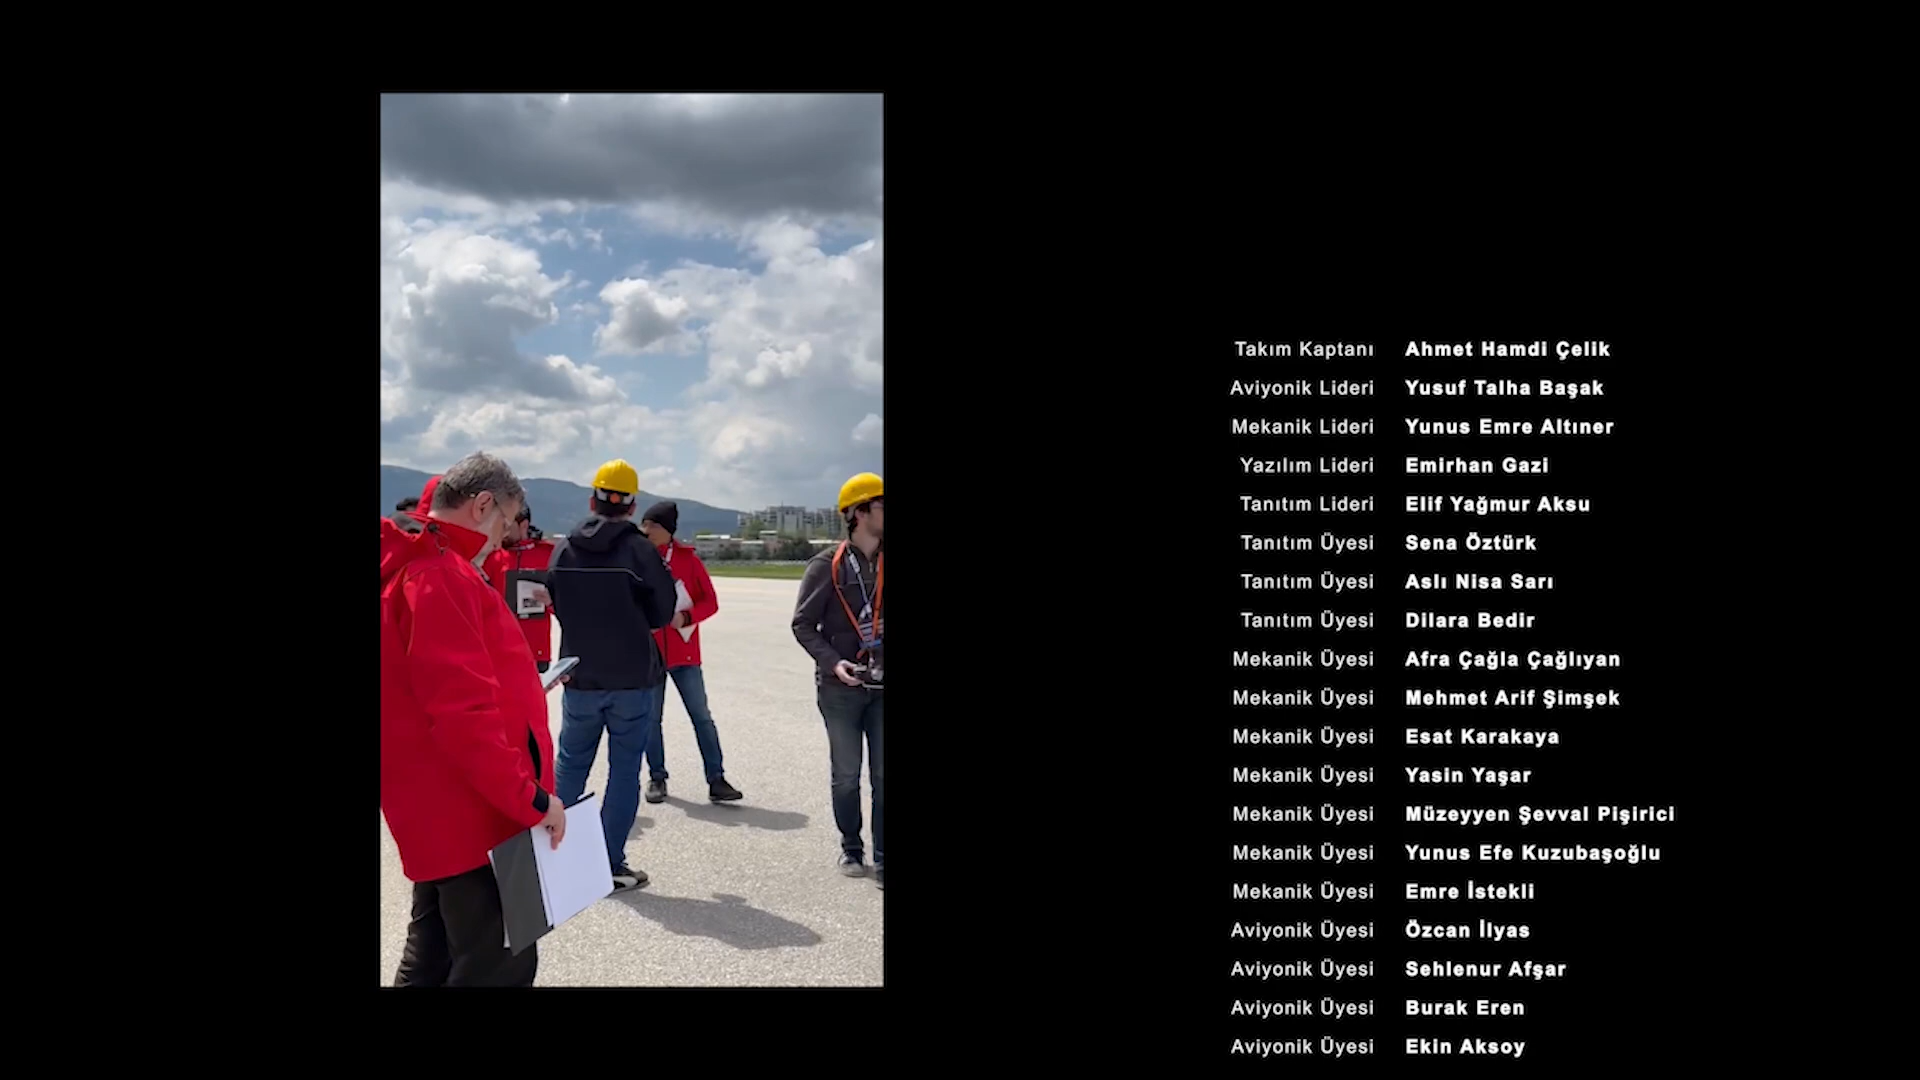 Takım Kaptanı Ahmet Hamdi Çelik
Aviyonik Lideri Yusuf Talha Başak
Mekanik Lideri Yunus Emre Altıner
Yazılım Lideri Emirhan Gazi
Tanıtım Lideri Elif Yağmur Aksu
Tanıtım Üyesi Sena Öztürk
Tanıtım Üyesi Aslı Nisa Sarı
Tanıtım Üyesi Dilara Bedir
Mekanik Üyesi Afra Çağla Çağlıyan
Mekanik Üyesi Mehmet Arif Şimşek
Mekanik Üyesi Esat Karakaya
Mekanik Üyesi Yasin Yaşar
Mekanik Üyesi Müzeyyen Şevval Pişirici
Mekanik Üyesi Yunus Efe Kuzubaşoğlu
Mekanik Üyesi Emre İstekli
Aviyonik Üyesi Özcan İlyas
Aviyonik Üyesi Sehlenur Afşar
Aviyonik Üyesi Burak Eren
Aviyonik Üyesi Ekin Aksoy